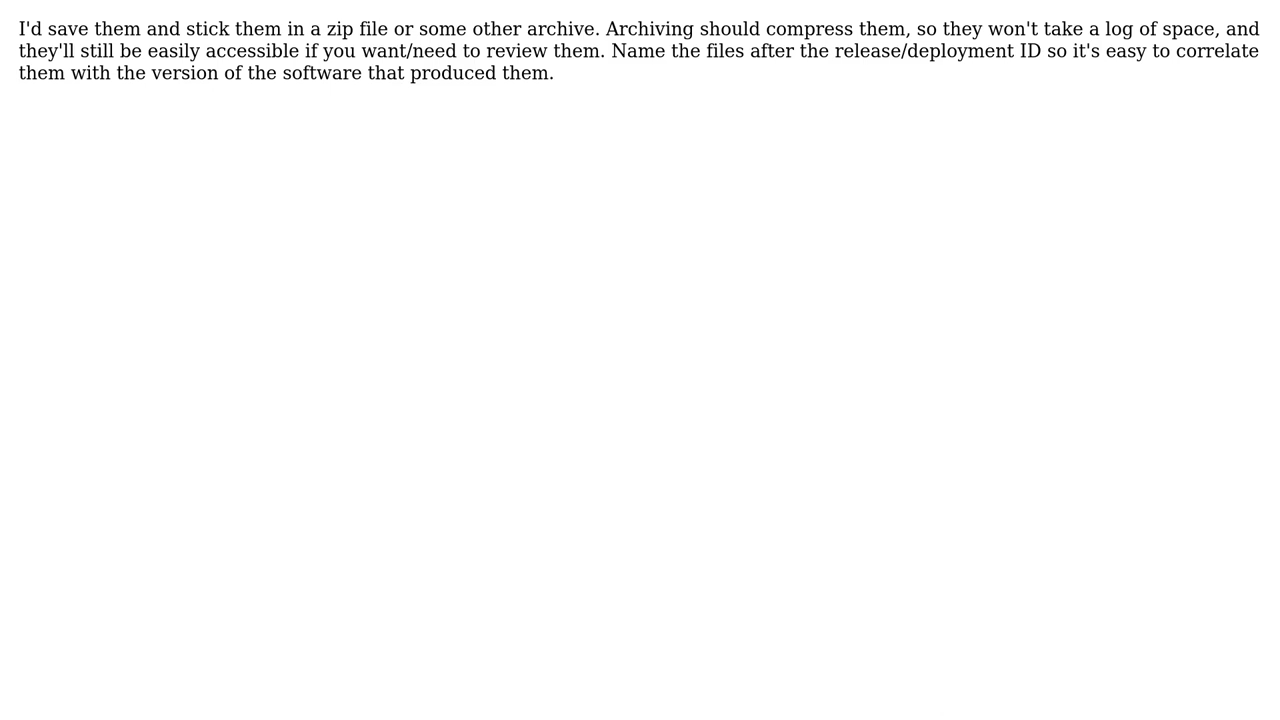 I'd save them and stick them in a zip file or some other archive. Archiving should compress them, so they won't take a log of space, and
they'll still be easily accessible if you want/need to review them. Name the files after the release/deployment ID so it's easy to correlate
them with the version of the software that produced them.